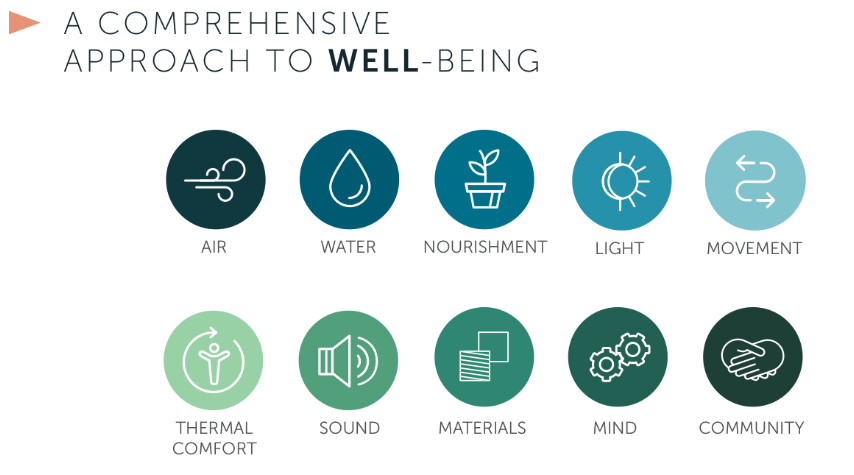 A COMPREHENSIVE
APPROACH TO WELL-BEING
AIR
WATER
NOURISHMENT
LIGHT
MOVEMENT
THERMAL
COMFORT
SOUND
MATERIALS
MIND
COMMUNITY